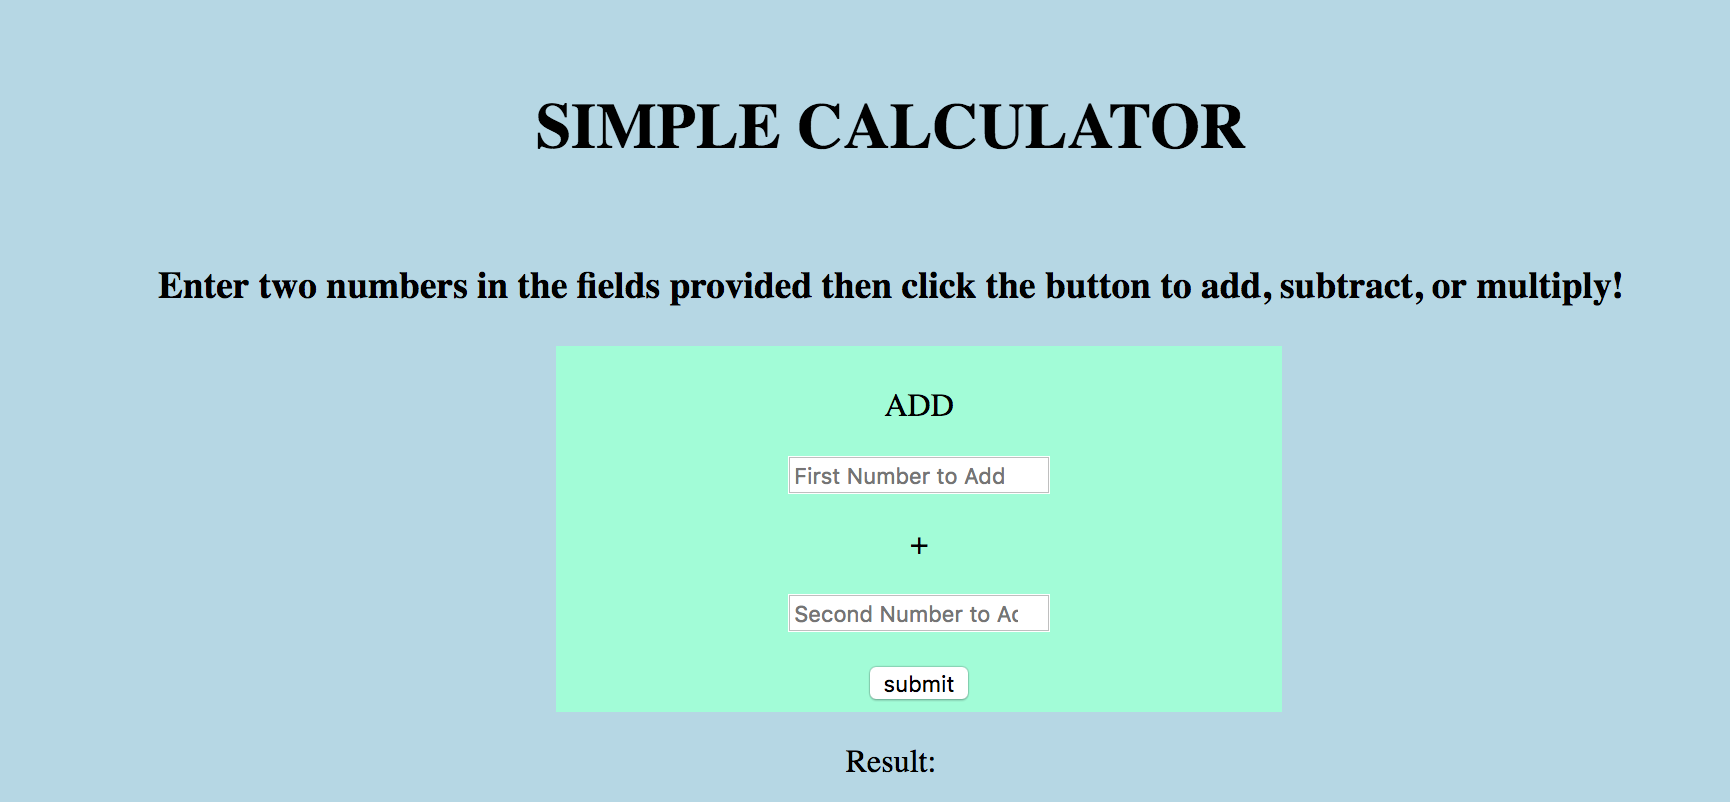 SIMPLE CALCULATOR
Enter two numbers in the fields provided then click the button to add, subtract, or multiply!
ADD
First Number to Add
+
Second Number to
submit
Result: